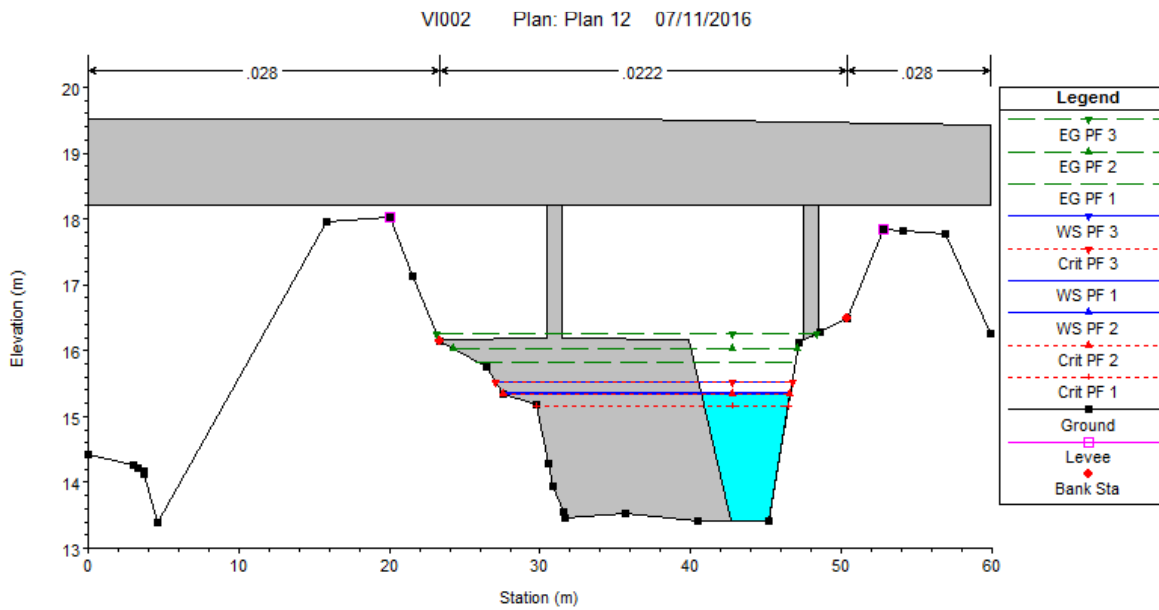 VI002 Plan: Plan 12 07/11/2016
.028 .0222 .028
Elevation (m)
20
19
18
17
16
15
14
13
0 10 20 30 40 50 60
Station (m)
Legend
EG PF 3
EG PF 2
EG PF 1
WS PF 3
Crit PF 3
WS PF 1
WS PF 2
Crit PF 2
Crit PF 1
Ground
Levee
Bank Sta